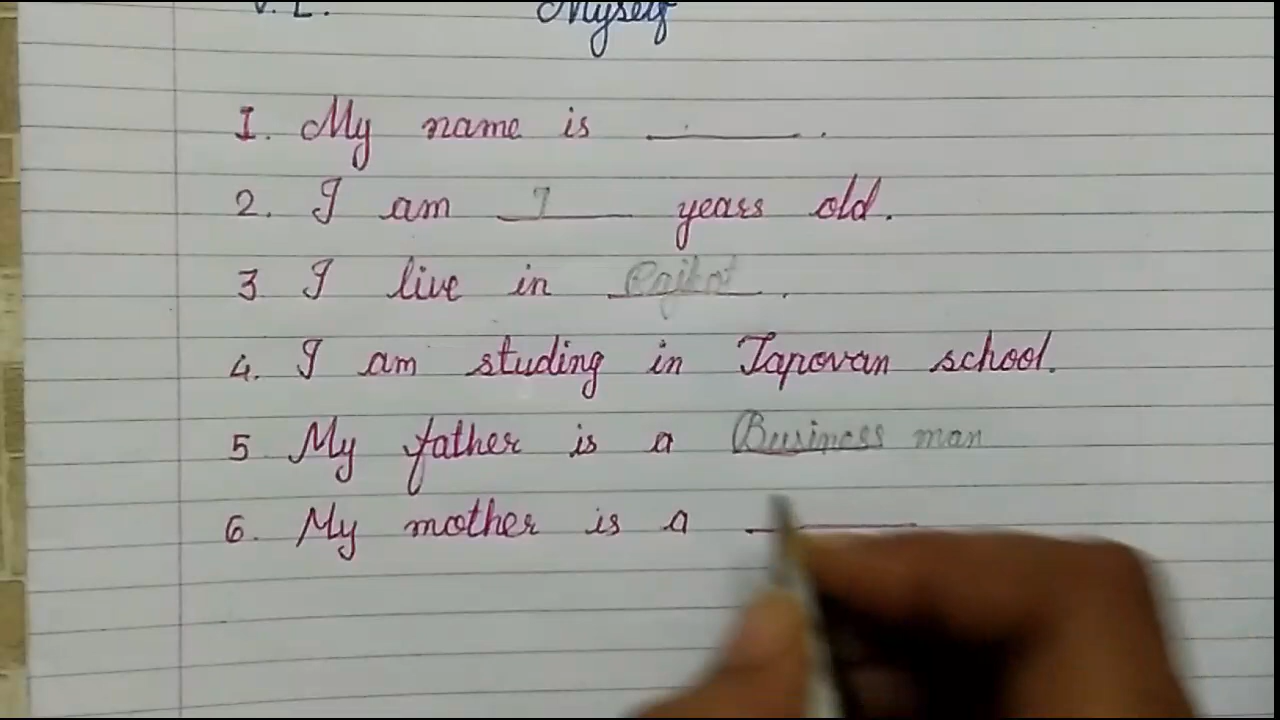 V. L. Myself
1. My name is ______.
2. I am 7 years old.
3 I live in Rajkot.
4. I am studing in Tapovan school.
5 My father is a Business man
6. My mother is a ______